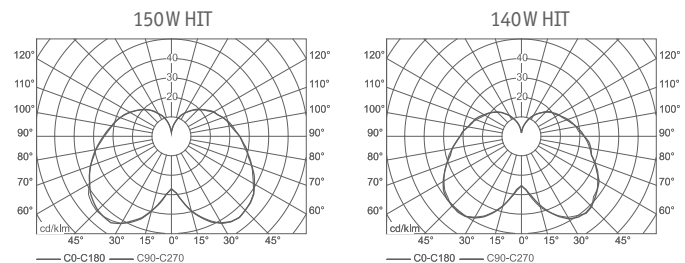 150W HIT
140W HIT
120° 40 120° 120° 40 120°
110° 30 110° 110° 30 110°
100° 20 100° 100° 20 100°
90° 90° 90° 90°
80° 80° 80° 80°
70° 70° 70° 70°
60° 60° 60° 60°
cd/klm cd/klm
45° 30° 15° 0° 15° 30° 45° 45° 30° 15° 0° 15° 30° 45°
C0-C180 C90-C270 C0-C180 C90-C270